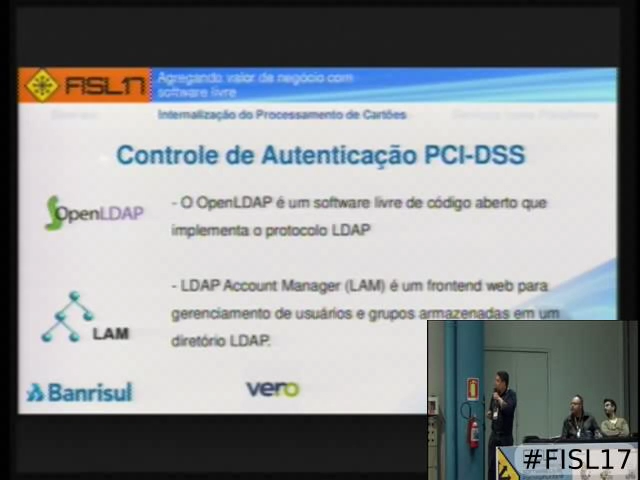 FISL17
Agregando valor de negócio com
software livre
Internalização do Processamento de Cartões
Controle de Autenticação PCI-DSS
OpenLDAP
- O OpenLDAP é um software livre de código aberto que
implementa o protocolo LDAP
LAM
- LDAP Account Manager (LAM) é um frontend web para
gerenciamento de usuários e grupos armazenadas em um
diretório LDAP.
Banrisul
vero
#FISL17